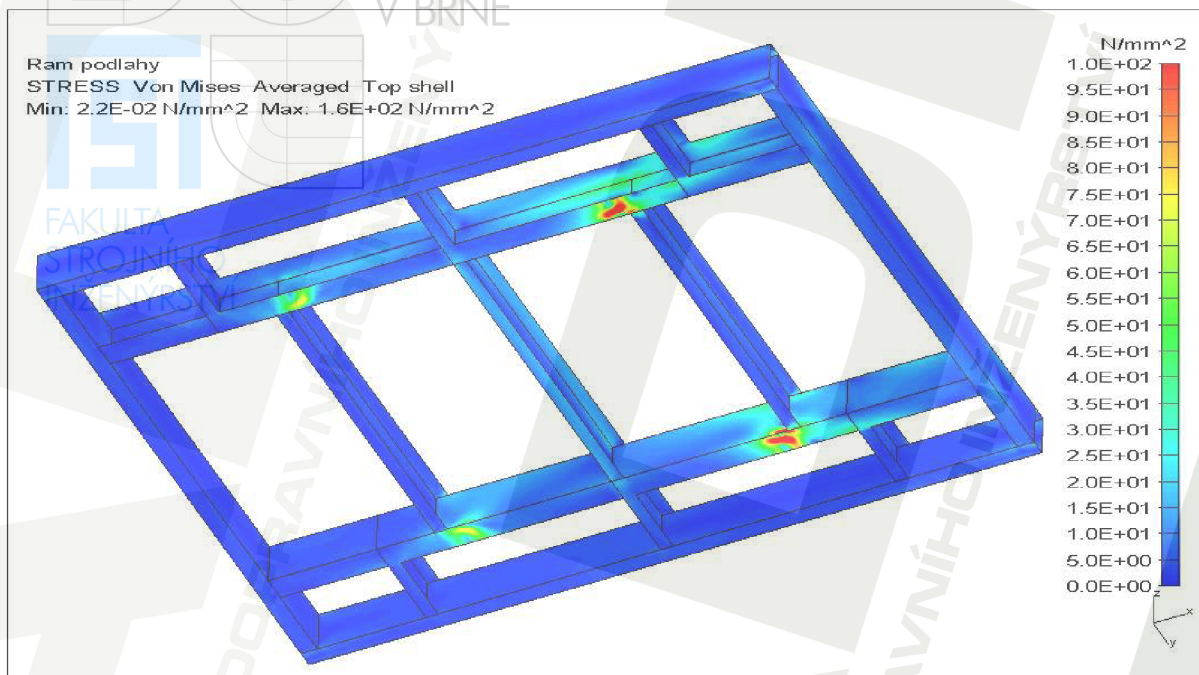 V BRNĚ
Ram podlahy
STRESS Von Mises Averaged Top shell
Min: 2.2E-02 N/mm^2 Max: 1.6E+02 N/mm^2
FAKULTA
STROJNÍHO
INŽENÝRSTVÍ
N/mm^2
1.0E+02
9.5E+01
9.0E+01
8.5E+01
8.0E+01
7.5E+01
7.0E+01
6.5E+01
6.0E+01
5.5E+01
5.0E+01
4.5E+01
4.0E+01
3.5E+01
3.0E+01
2.5E+01
2.0E+01
1.5E+01
1.0E+01
5.0E+00
0.0E+00
z
x
y